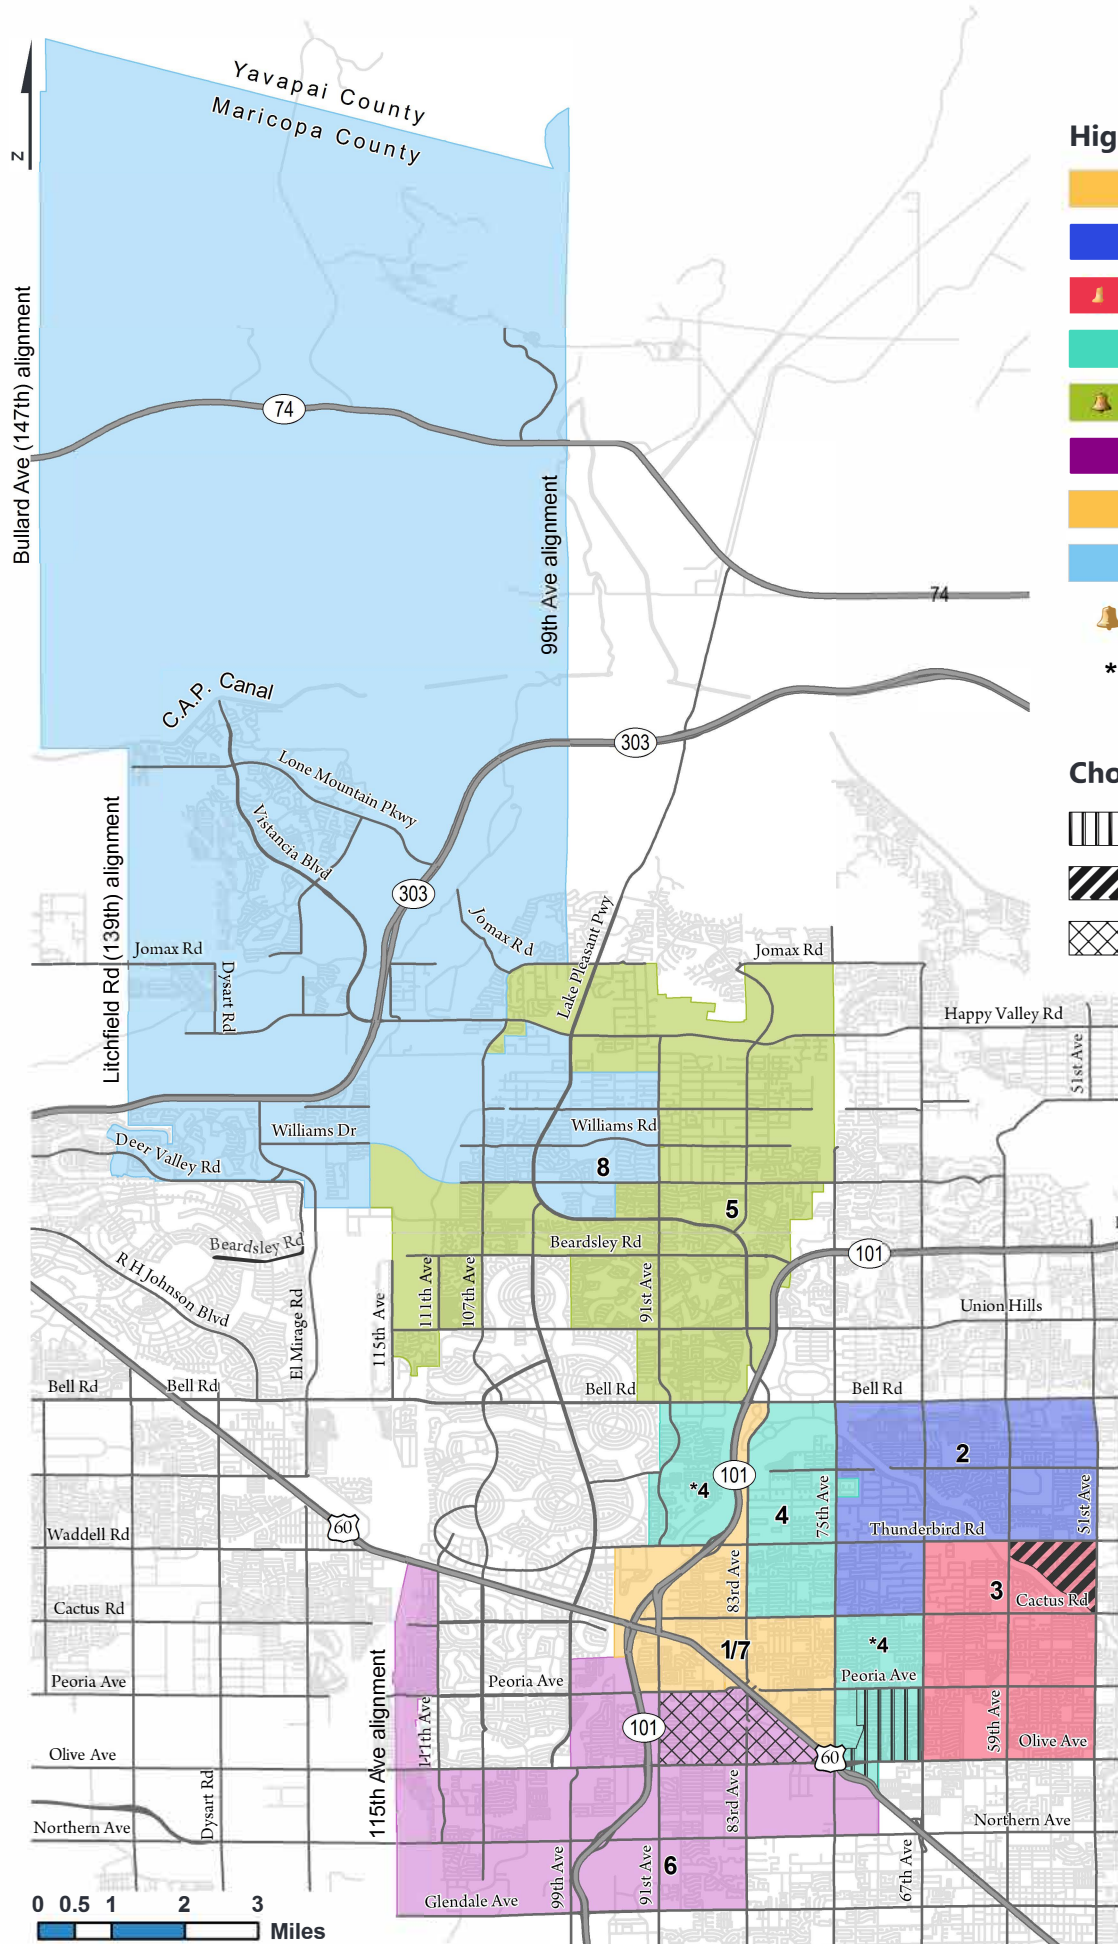 Yavapai County
Maricopa County
Z
Hig
Bullard Ave (147th) alignment
74
99th Ave alignment
74
*
C.A.P. Canal
303
Cho
Lone Mountain Pkwy
Vistancia Blvd
Litchfield Rd (139th) alignment
303
Jomax Rd
Jomax Rd
Lake Pleasant Pwy
Jomax Rd
Dysart Rd
Happy Valley Rd
51st Ave
Williams Dr
Williams Rd
Deer Valley Rd
8
5
Beardsley Rd
Beardsley Rd
101
R H Johnson Blvd
El Mirage Rd
115th Ave
111th Ave
107th Ave
91st Ave
Union Hills
Bell Rd
Bell Rd
Bell Rd
Bell Rd
2
101
*4
4
75th Ave
51st Ave
Waddell Rd
60
Thunderbird Rd
83rd Ave
3
Cactus Rd
Cactus Rd
1/7
*4
115th Ave alignment
Peoria Ave
Peoria Ave
Peoria Ave
111th Ave
101
59th Ave
Olive Ave
Olive Ave
60
Dysart Rd
83rd Ave
Northern Ave
Northern Ave
67th Ave
99th Ave
91st Ave
6
Glendale Ave
0 0.5 1 2 3
Miles